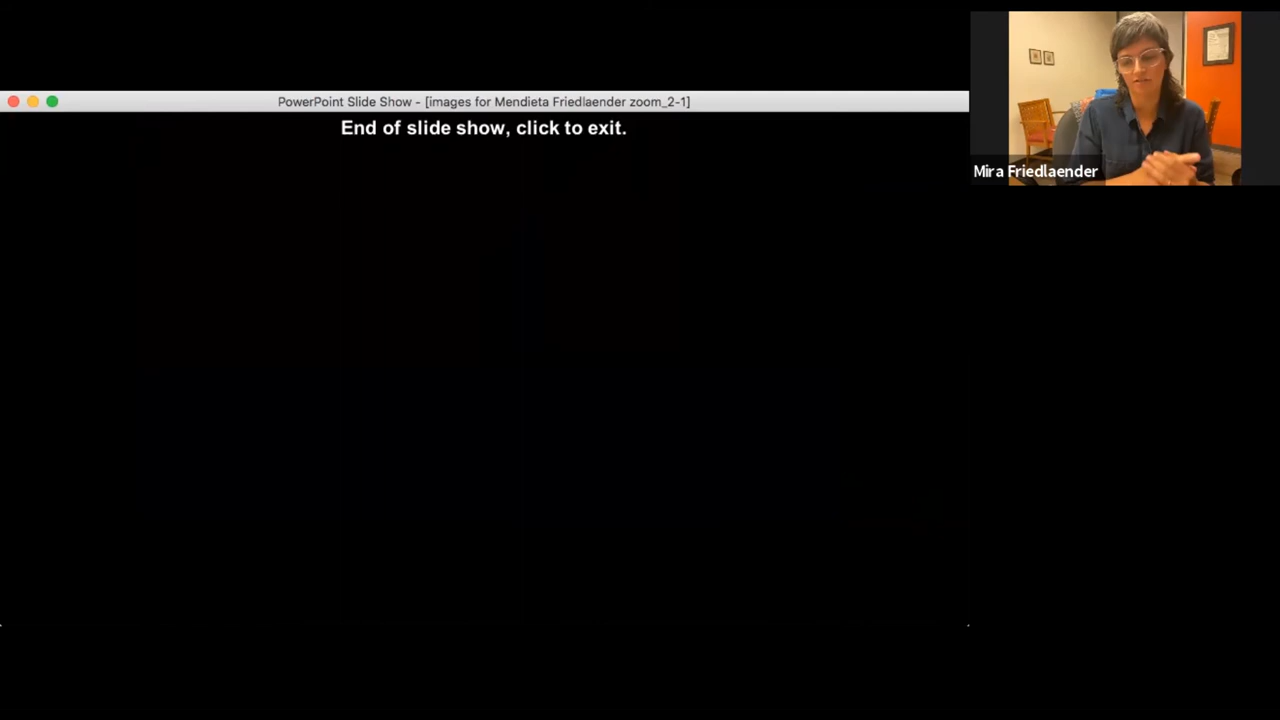 PowerPoint Slide Show - [images for Mendieta Friedlaender zoom_2-1]
End of slide show, click to exit.
Mira Friedlaender